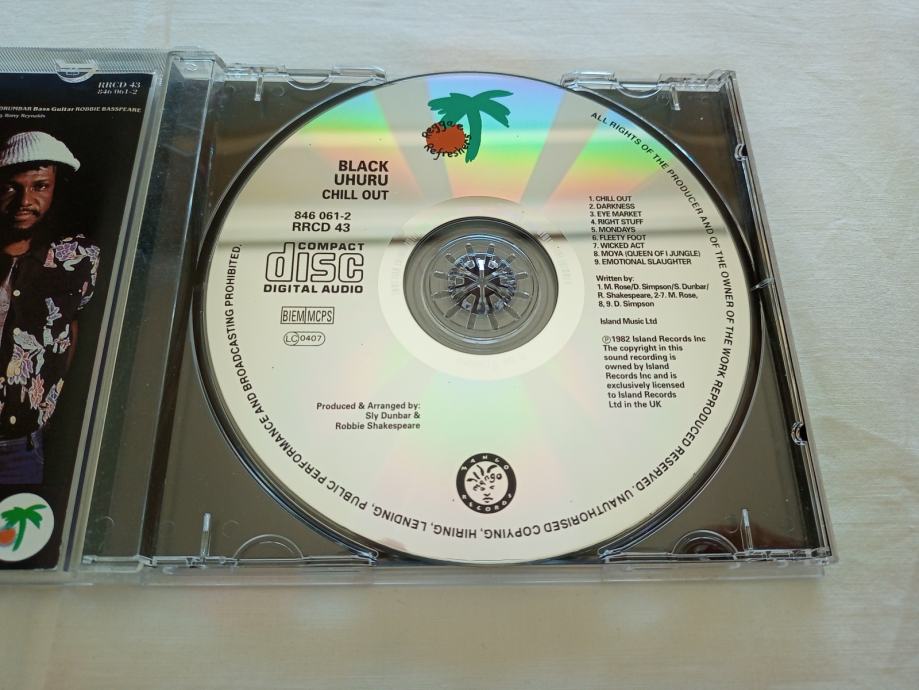 RRCD 43
846 061-2
DRUMBAR Bass Guitar ROBBIE BASSPEARE
Barry Reynolds
Reggae
Refreshers
BLACK
UHURU
CHILL OUT
846 061-2
RRCD 43
COMPACT
disc
DIGITAL AUDIO
BIEM MCPS
LC 0407
Produced & Arranged by:
Sly Dunbar &
Robbie Shakespeare
1. CHILL OUT
2. DARKNESS
3. EYE MARKET
4. RIGHT STUFF
5. MONDAYS
6. FLEETY FOOT
7. WICKED ACT
8. MOYA (QUEEN OF I JUNGLE)
9. EMOTIONAL SLAUGHTER
Written by:
1. M. Rose/D. Simpson/S. Dunbar/
R. Shakespeare, 2-7. M. Rose,
8, 9. D. Simpson
Island Music Ltd
Ⓟ1982 Island Records Inc
The copyright in this
sound recording is
owned by Island
Records Inc and is
exclusively licensed
to Island Records
Ltd in the UK
MANGO
mango
RECORDS
ALL RIGHTS OF THE PRODUCER AND OF THE OWNER OF THE WORK REPRODUCED RESERVED. UNAUTHORISED COPYING, HIRING, LENDING, PUBLIC PERFORMANCE AND BROADCASTING PROHIBITED.